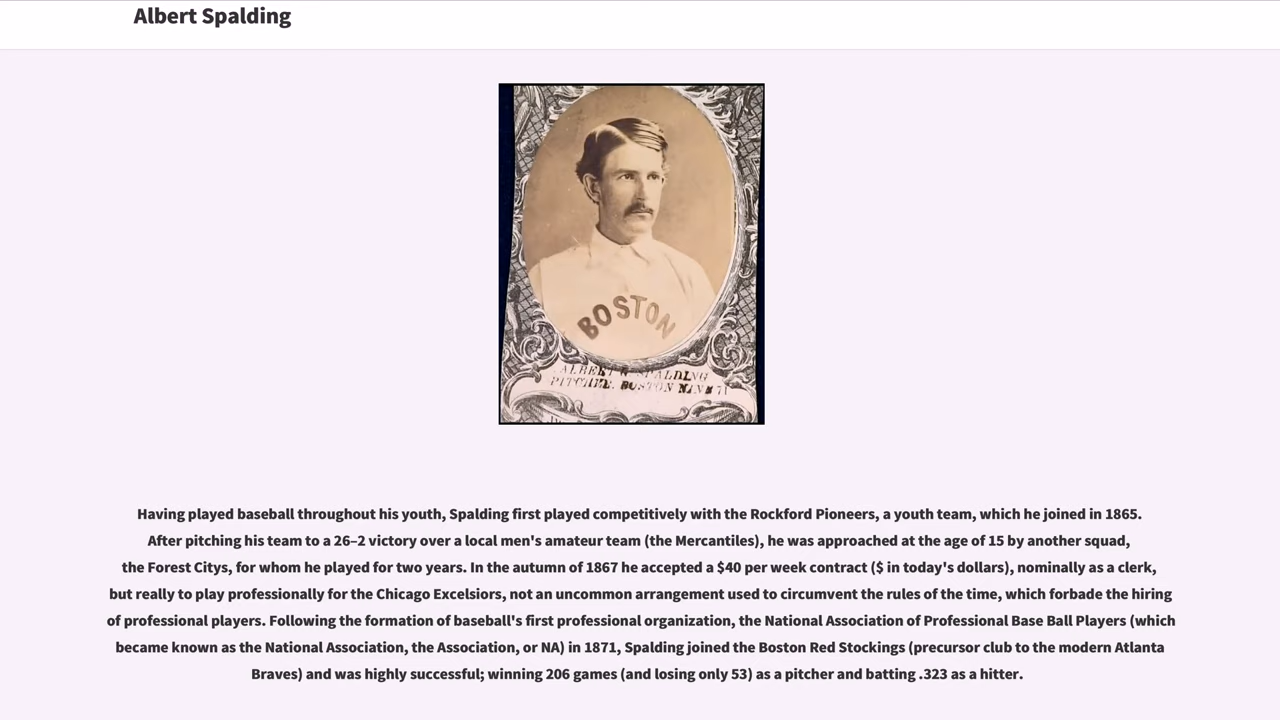 Albert Spalding
BOSTON
ALBERT G SPALDING
PITCHER. BOSTON NINE 71
Having played baseball throughout his youth, Spalding first played competitively with the Rockford Pioneers, a youth team, which he joined in 1865.
After pitching his team to a 26–2 victory over a local men's amateur team (the Mercantiles), he was approached at the age of 15 by another squad,
the Forest Citys, for whom he played for two years. In the autumn of 1867 he accepted a $40 per week contract ($ in today's dollars), nominally as a clerk,
but really to play professionally for the Chicago Excelsiors, not an uncommon arrangement used to circumvent the rules of the time, which forbade the hiring
of professional players. Following the formation of baseball's first professional organization, the National Association of Professional Base Ball Players (which
became known as the National Association, the Association, or NA) in 1871, Spalding joined the Boston Red Stockings (precursor club to the modern Atlanta
Braves) and was highly successful; winning 206 games (and losing only 53) as a pitcher and batting .323 as a hitter.